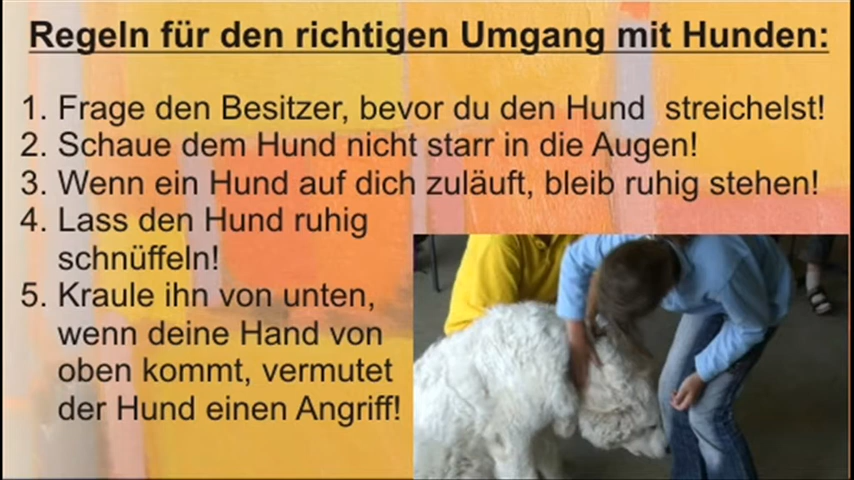 Regeln für den richtigen Umgang mit Hunden:
1. Frage den Besitzer, bevor du den Hund streichelst!
2. Schaue dem Hund nicht starr in die Augen!
3. Wenn ein Hund auf dich zuläuft, bleib ruhig stehen!
4. Lass den Hund ruhig
schnüffeln!
5. Kraule ihn von unten,
wenn deine Hand von
oben kommt, vermutet
der Hund einen Angriff!